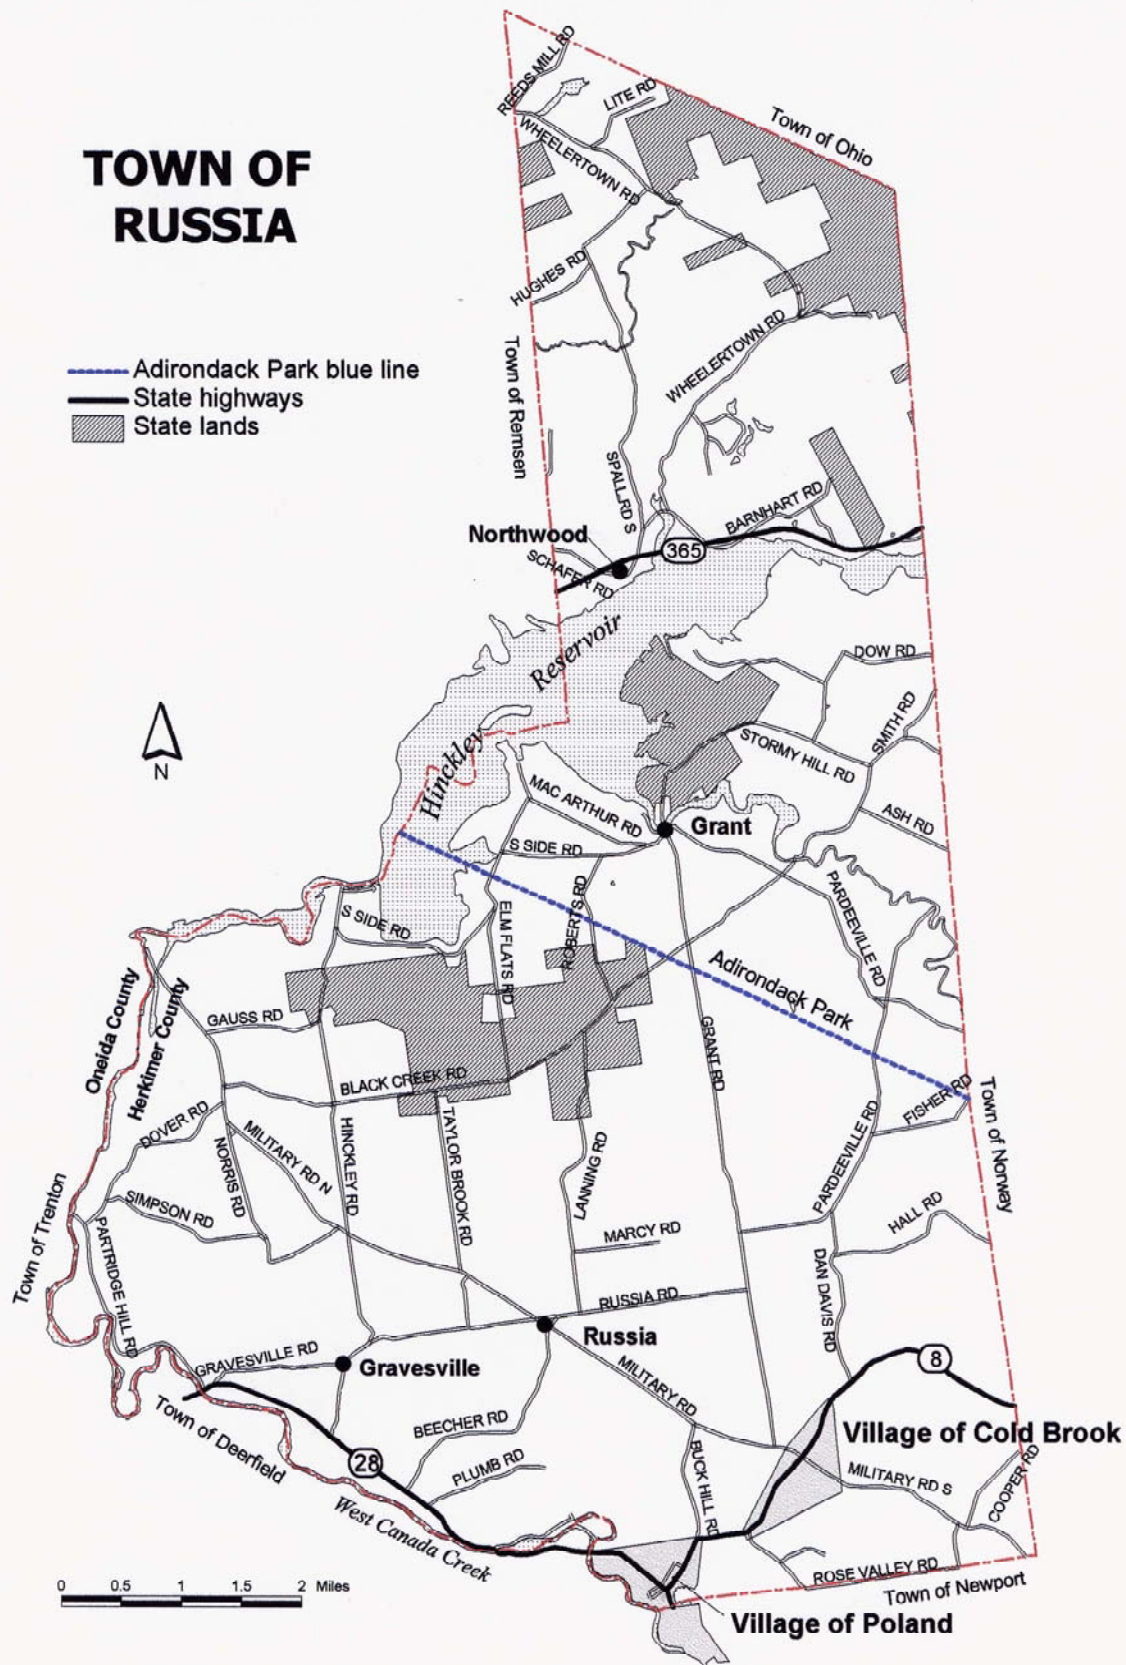 TOWN OF
RUSSIA
Adirondack Park blue line
State highways
State lands
REEDS MILL RD
LITE RD
WHEELERTOWN RD
Town of Ohio
HUGHES RD
Town of Remsen
WHEELERTOWN RD
SPALL RD S
BARNHART RD
Northwood
365
SCHAFER RD
Hinckley Reservoir
DOW RD
SMITH RD
STORMY HILL RD
N
MAC ARTHUR RD
Grant
ASH RD
S SIDE RD
S SIDE RD
ELM FLATS RD
ROBERTS RD
PARDEEVILLE RD
Adirondack Park
Oneida County
Herkimer County
GAUSS RD
GRANT RD
BLACK CREEK RD
FISHER RD
Town of Norway
DOVER RD
NORRIS RD
MILITARY RD N
HINCKLEY RD
TAYLOR BROOK RD
LANNING RD
PARDEEVILLE RD
Town of Trenton
SIMPSON RD
PARTRIDGE HILL RD
MARCY RD
HALL RD
DAN DAVIS RD
RUSSIA RD
Russia
GRAVESVILLE RD
Gravesville
MILITARY RD
8
Town of Deerfield
BEECHER RD
28
PLUMB RD
BUCK HILL RD
Village of Cold Brook
MILITARY RD S
COOPER RD
West Canada Creek
ROSE VALLEY RD
Town of Newport
0 0.5 1 1.5 2 Miles
Village of Poland